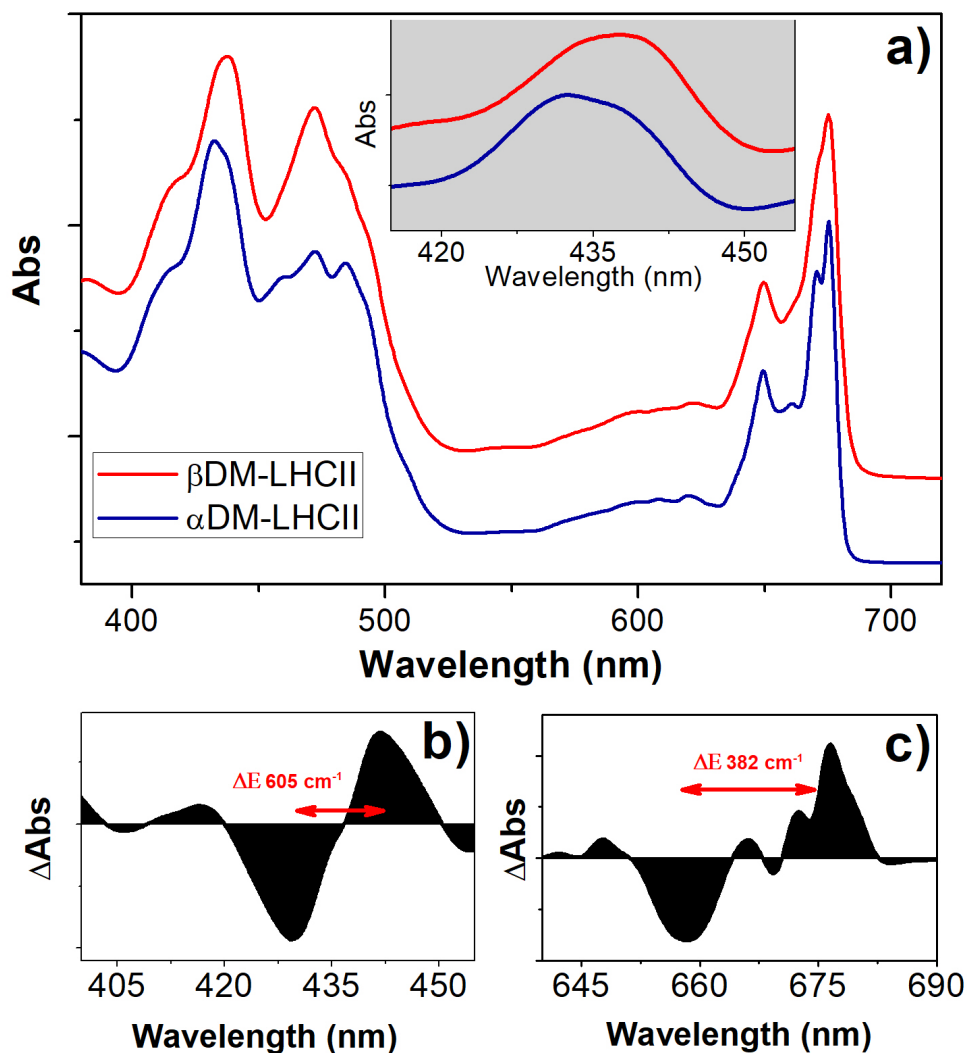 a)
Abs
Abs
420 435 450
Wavelength (nm)
βDM-LHCII
αDM-LHCII
400 500 600 700
Wavelength (nm)
b)
ΔE 605 cm⁻¹
ΔAbs
405 420 435 450
Wavelength (nm)
c)
ΔE 382 cm⁻¹
ΔAbs
645 660 675 690
Wavelength (nm)